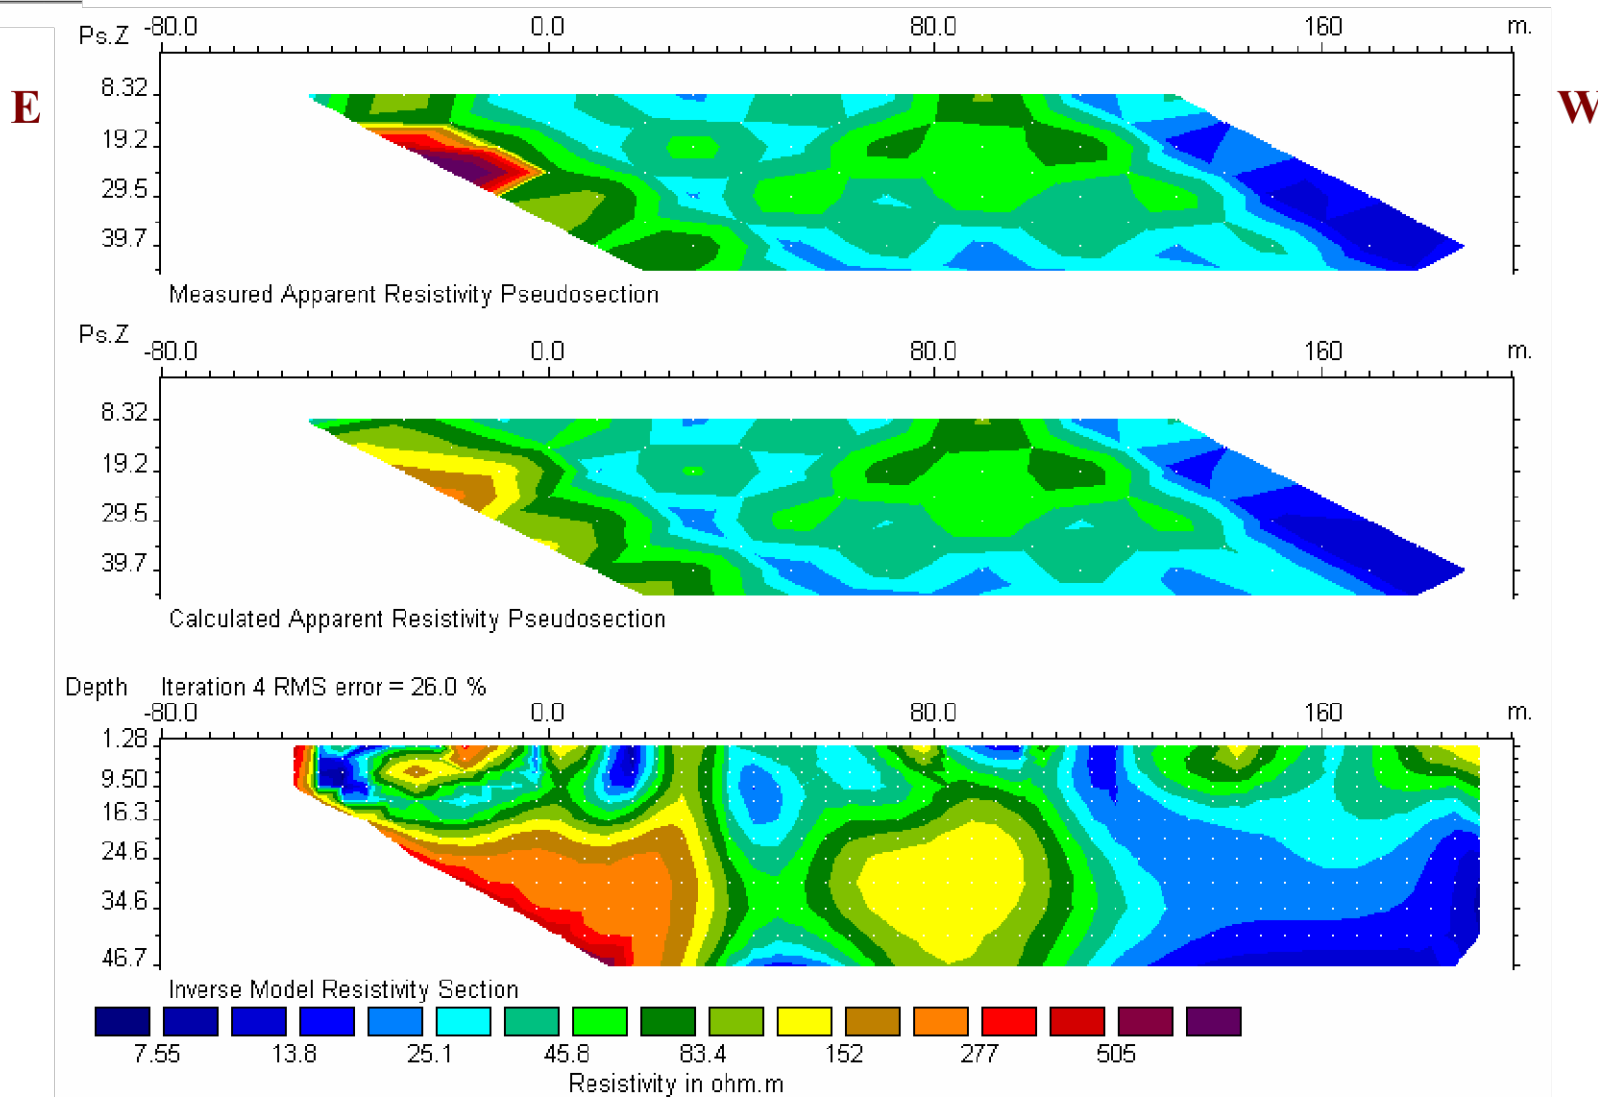 Ps.Z -80.0 0.0 80.0 160 m.
8.32
E W
19.2
29.5
39.7
Measured Apparent Resistivity Pseudosection
Ps.Z -80.0 0.0 80.0 160 m.
8.32
19.2
29.5
39.7
Calculated Apparent Resistivity Pseudosection
Depth Iteration 4 RMS error = 26.0 %
-80.0 0.0 80.0 160 m.
1.28
9.50
16.3
24.6
34.6
46.7
Inverse Model Resistivity Section
7.55 13.8 25.1 45.8 83.4 152 277 505
Resistivity in ohm.m